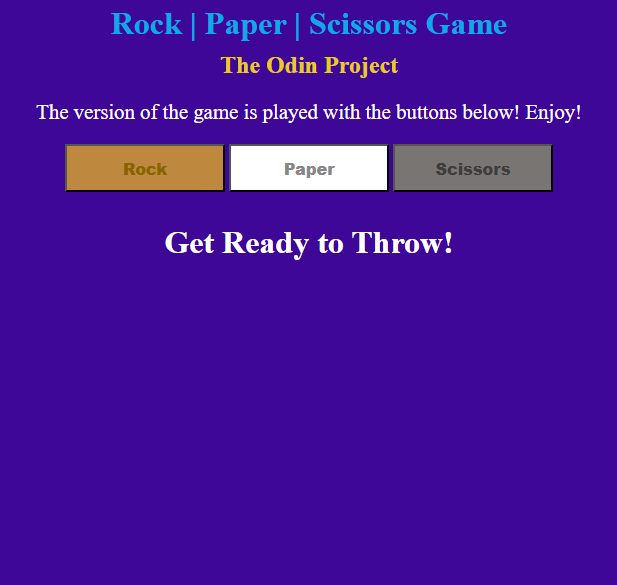 Rock | Paper | Scissors Game
The Odin Project
The version of the game is played with the buttons below! Enjoy!
Rock Paper Scissors
Get Ready to Throw!